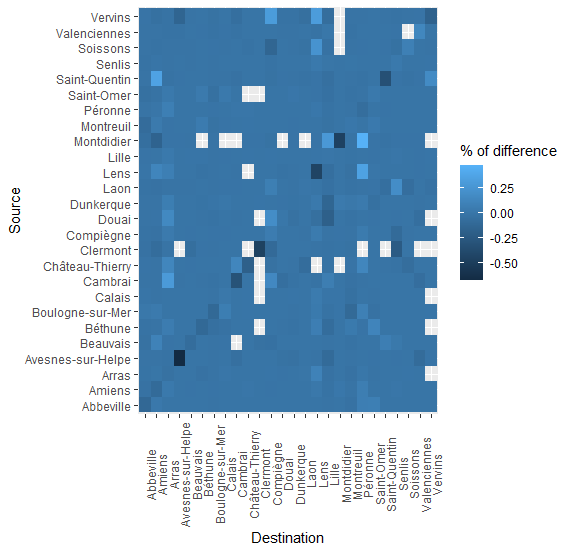 Vervins
Valenciennes
Soissons
Senlis
Saint-Quentin
Saint-Omer
Péronne
Montreuil
Montdidier
Lille
Lens
Laon
Dunkerque
Douai
Compiègne
Clermont
Château-Thierry
Cambrai
Calais
Boulogne-sur-Mer
Béthune
Beauvais
Avesnes-sur-Helpe
Arras
Amiens
Abbeville
Source
Abbeville
Amiens
Arras
Avesnes-sur-Helpe
Beauvais
Béthune
Boulogne-sur-Mer
Calais
Cambrai
Château-Thierry
Clermont
Compiègne
Douai
Dunkerque
Laon
Lens
Lille
Montdidier
Montreuil
Péronne
Saint-Omer
Saint-Quentin
Senlis
Soissons
Valenciennes
Vervins
Destination
% of difference
0.25
0.00
-0.25
-0.50